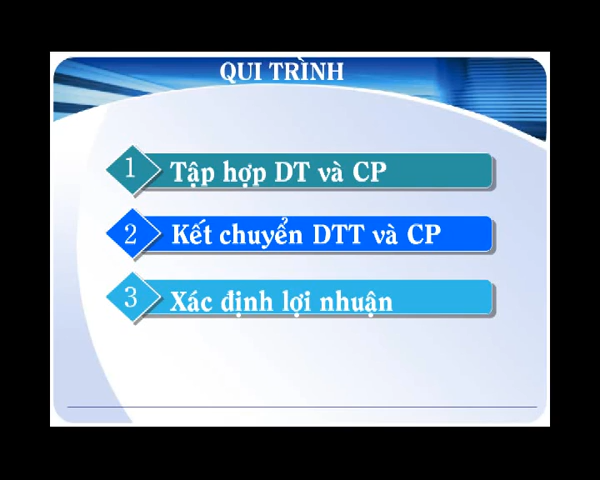 QUI TRÌNH
1 Tập hợp DT và CP
2 Kết chuyển DTT và CP
3 Xác định lợi nhuận